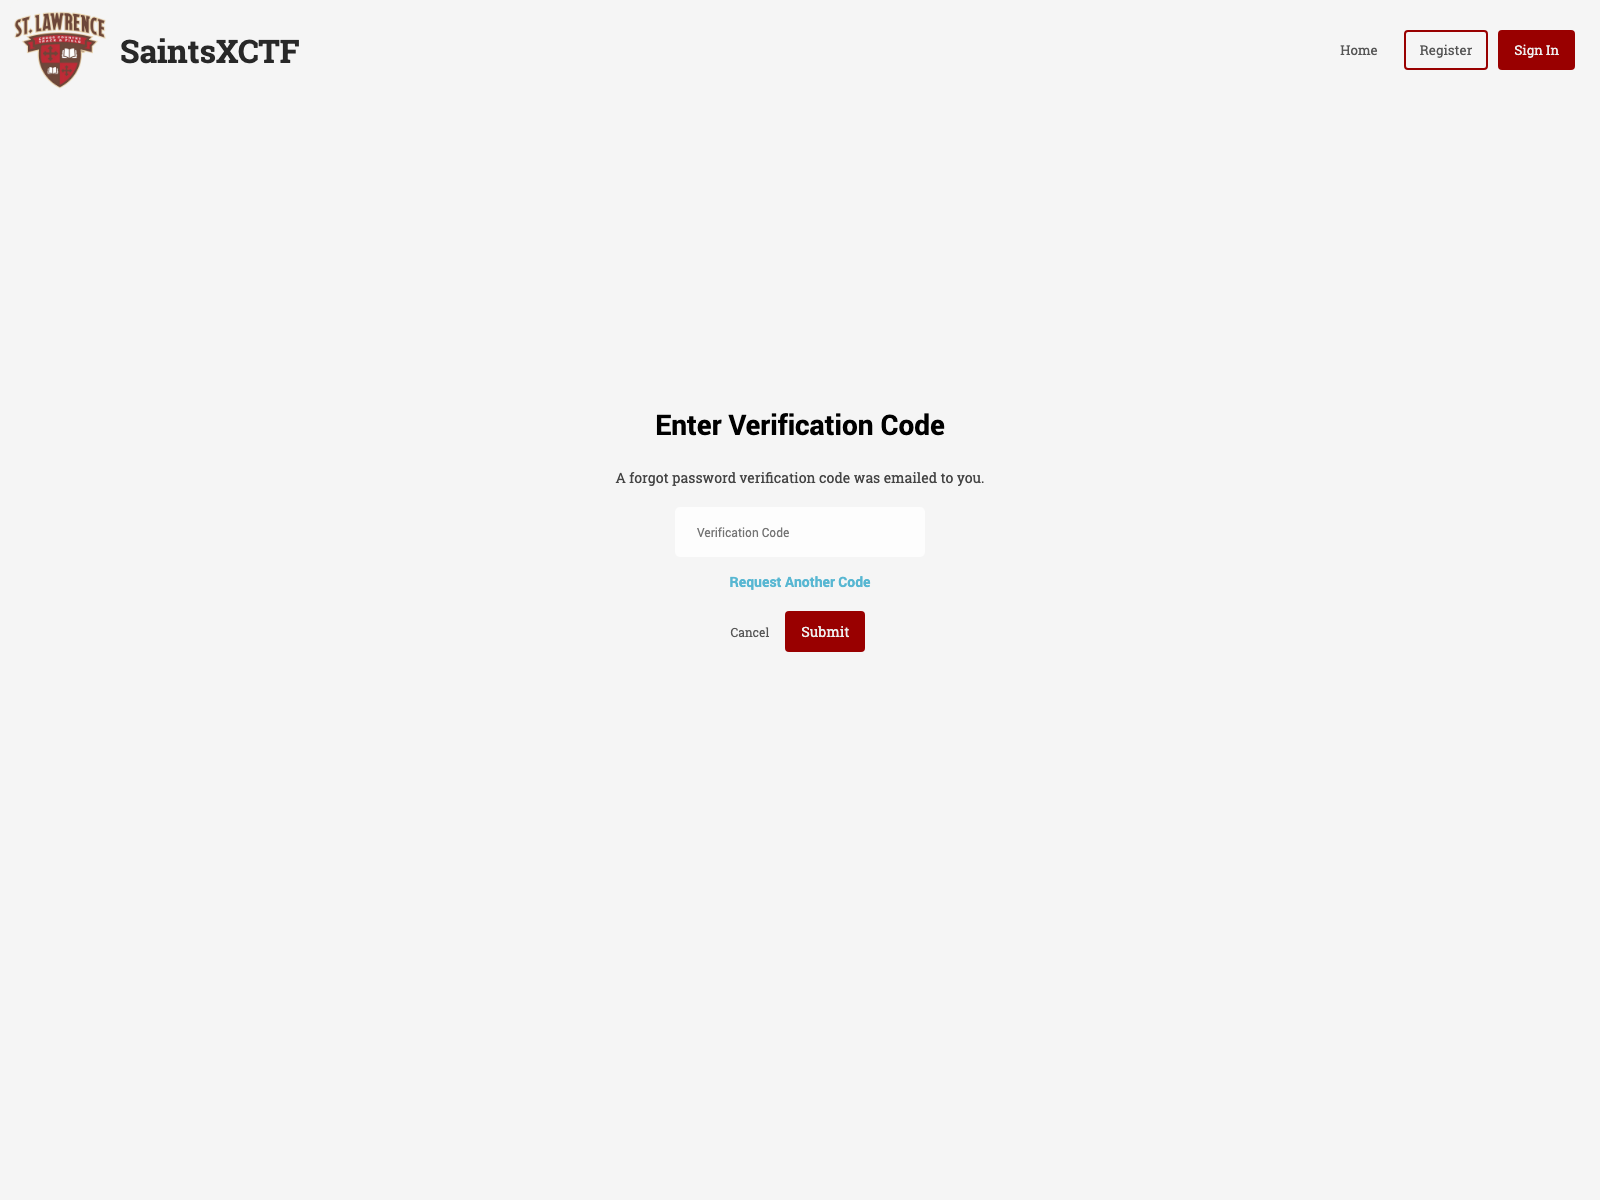 ST. LAWRENCE
SaintsXCTF
Home
Register
Sign In
Enter Verification Code
A forgot password verification code was emailed to you.
Verification Code
Request Another Code
Cancel
Submit